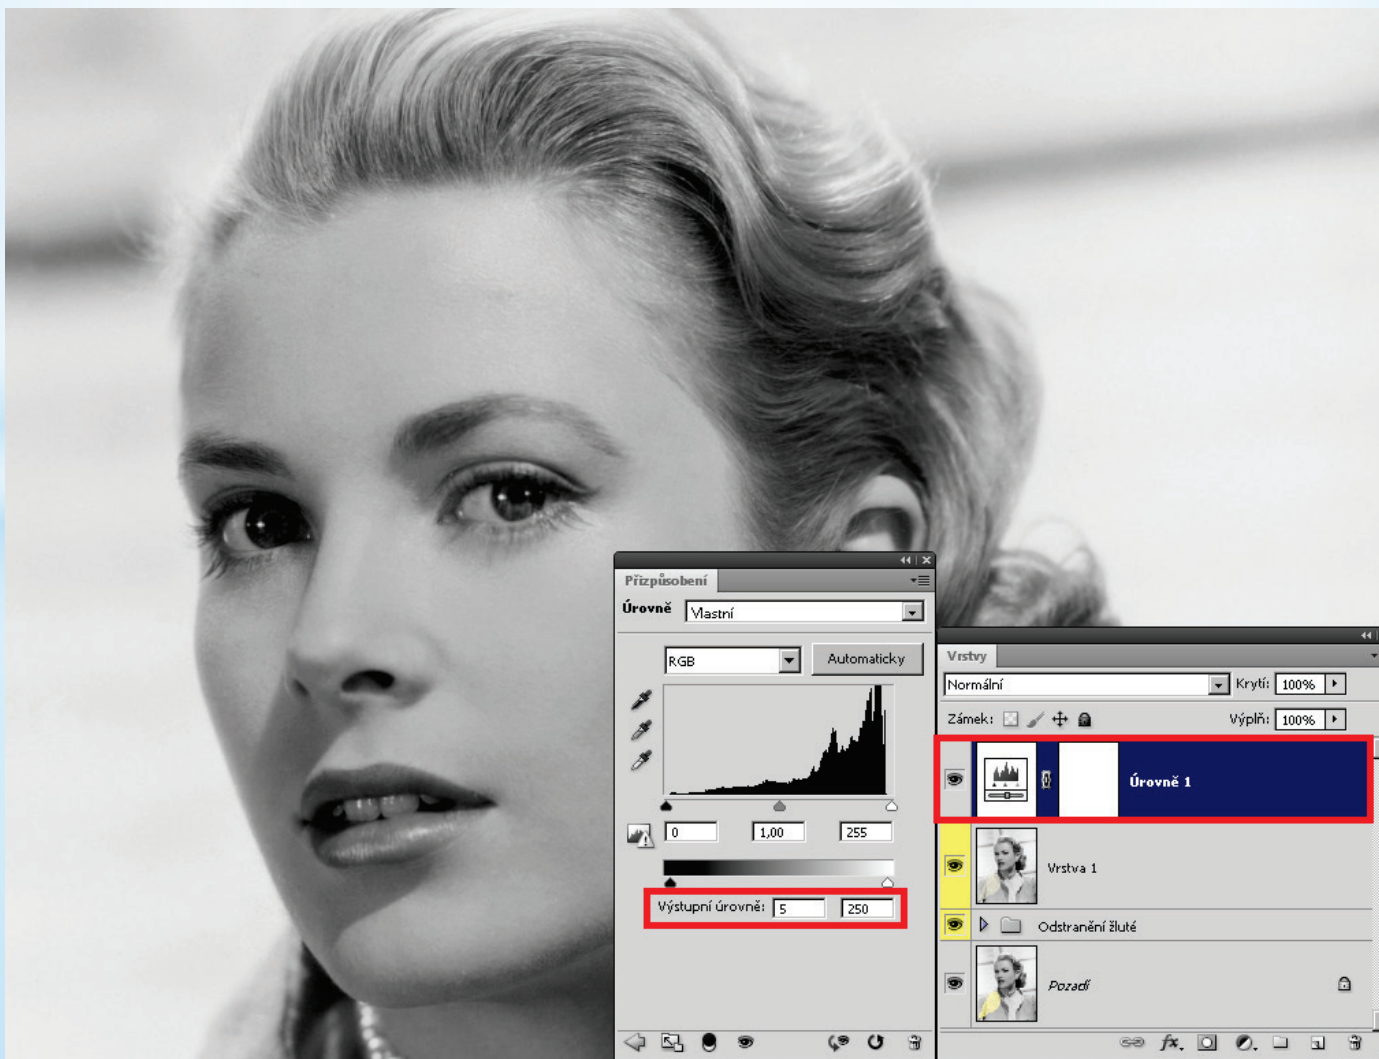 Přizpůsobení
Úrovně Vlastní
RGB Automaticky
0 1,00 255
Výstupní úrovně: 5 250
Vrstvy
Normální Krytí: 100%
Zámek: Výplň: 100%
Úrovně 1
Vrstva 1
Odstranění žluté
Pozadí
fx.